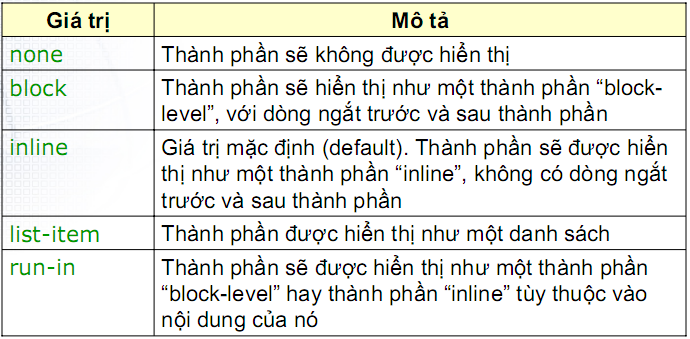 Giá trị Mô tả
none Thành phần sẽ không được hiển thị
block Thành phần sẽ hiển thị như một thành phần “block-
level”, với dòng ngắt trước và sau thành phần
inline Giá trị mặc định (default). Thành phần sẽ được hiển
thị như một thành phần “inline”, không có dòng ngắt
trước và sau thành phần
list-item Thành phần được hiển thị như một danh sách
run-in Thành phần sẽ được hiển thị như một thành phần
“block-level” hay thành phần “inline” tùy thuộc vào
nội dung của nó